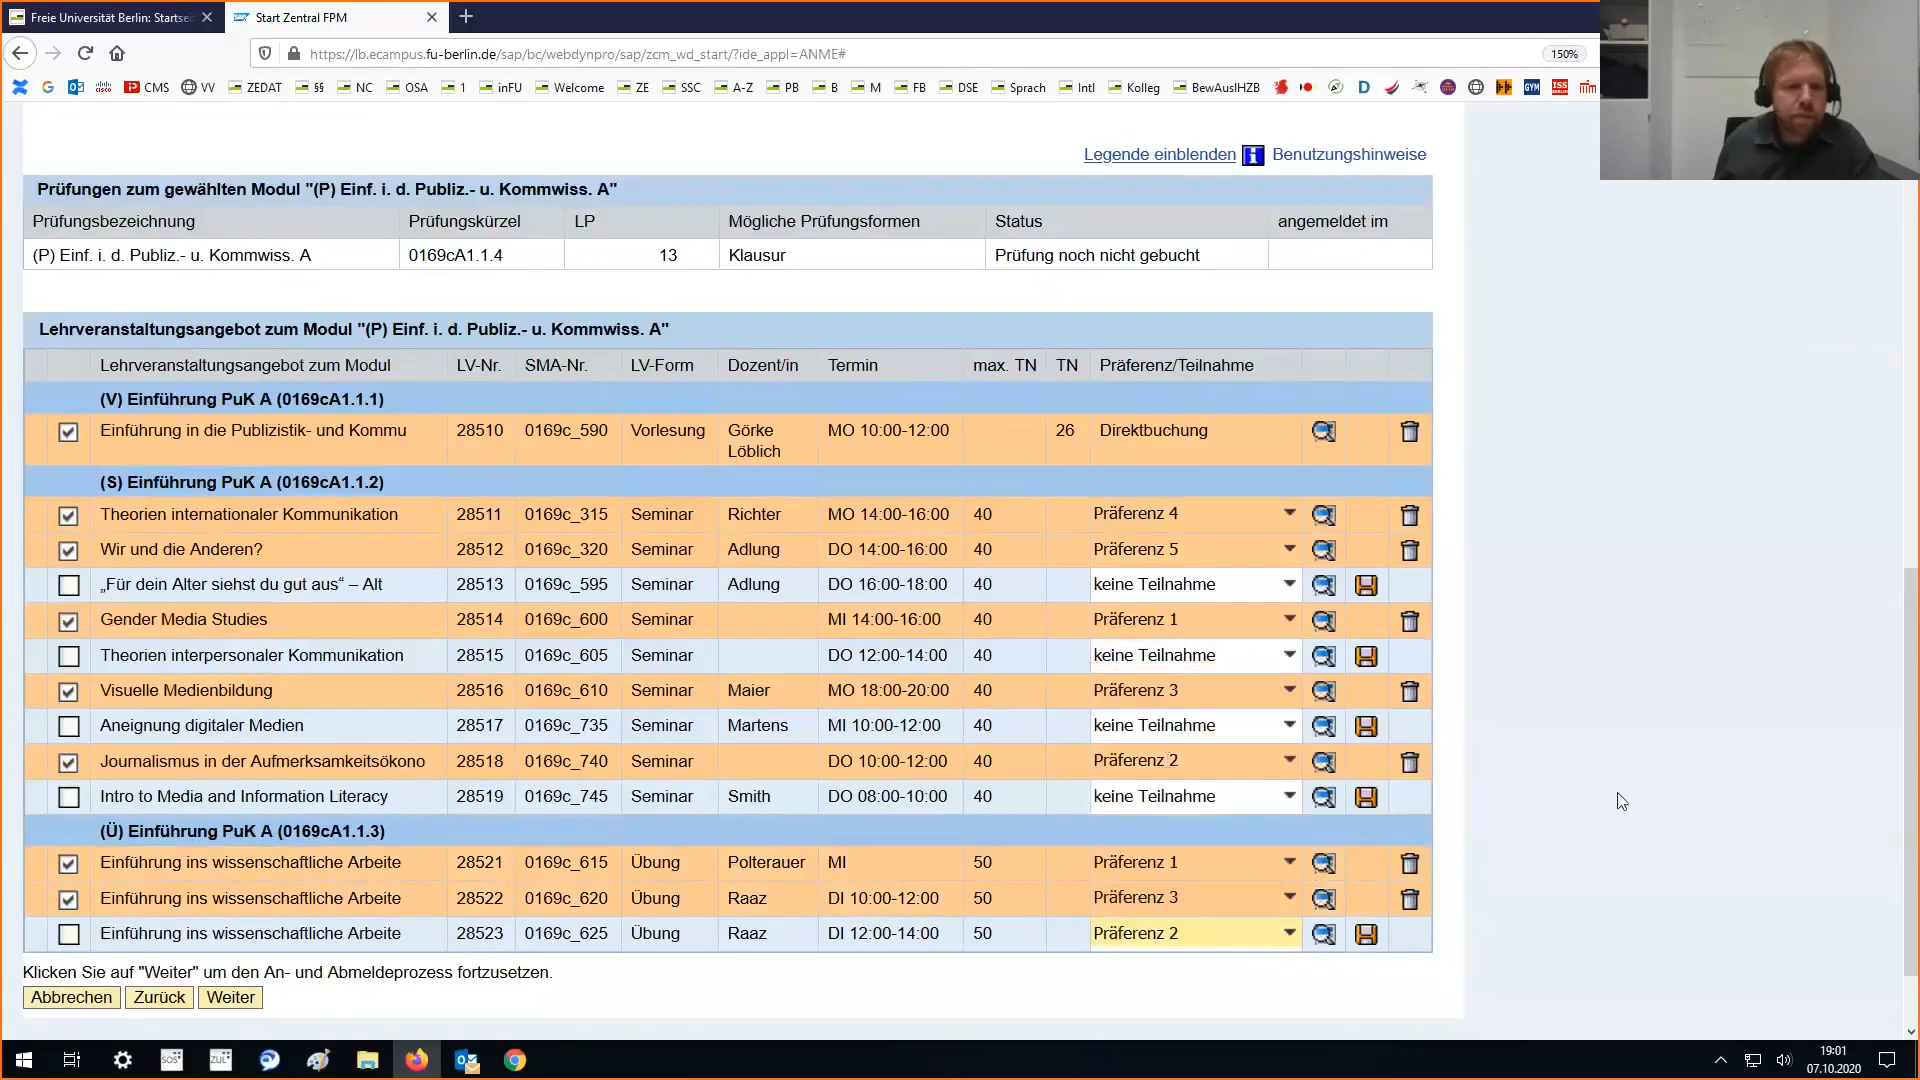 Freie Universität Berlin: Startsei
Start Zentral FPM
https://lb.ecampus.fu-berlin.de/sap/bc/webdynpro/sap/zcm_wd_start/?ide_appl=ANME#
150%
CMS VV ZEDAT §§ NC OSA 1 inFU Welcome ZE SSC A-Z PB B M FB DSE Sprach Intl Kolleg BewAuslHZB
Legende einblenden Benutzungshinweise
Prüfungen zum gewählten Modul "(P) Einf. i. d. Publiz.- u. Kommwiss. A"
Prüfungsbezeichnung Prüfungskürzel LP Mögliche Prüfungsformen Status angemeldet im
(P) Einf. i. d. Publiz.- u. Kommwiss. A 0169cA1.1.4 13 Klausur Prüfung noch nicht gebucht
Lehrveranstaltungsangebot zum Modul "(P) Einf. i. d. Publiz.- u. Kommwiss. A"
Lehrveranstaltungsangebot zum Modul LV-Nr. SMA-Nr. LV-Form Dozent/in Termin max. TN TN Präferenz/Teilnahme
(V) Einführung PuK A (0169cA1.1.1)
Einführung in die Publizistik- und Kommu 28510 0169c_590 Vorlesung Görke MO 10:00-12:00 26 Direktbuchung
Löblich
(S) Einführung PuK A (0169cA1.1.2)
Theorien internationaler Kommunikation 28511 0169c_315 Seminar Richter MO 14:00-16:00 40 Präferenz 4
Wir und die Anderen? 28512 0169c_320 Seminar Adlung DO 14:00-16:00 40 Präferenz 5
„Für dein Alter siehst du gut aus“ – Alt 28513 0169c_595 Seminar Adlung DO 16:00-18:00 40 keine Teilnahme
Gender Media Studies 28514 0169c_600 Seminar MI 14:00-16:00 40 Präferenz 1
Theorien interpersonaler Kommunikation 28515 0169c_605 Seminar DO 12:00-14:00 40 keine Teilnahme
Visuelle Medienbildung 28516 0169c_610 Seminar Maier MO 18:00-20:00 40 Präferenz 3
Aneignung digitaler Medien 28517 0169c_735 Seminar Martens MI 10:00-12:00 40 keine Teilnahme
Journalismus in der Aufmerksamkeitsökono 28518 0169c_740 Seminar DO 10:00-12:00 40 Präferenz 2
Intro to Media and Information Literacy 28519 0169c_745 Seminar Smith DO 08:00-10:00 40 keine Teilnahme
(Ü) Einführung PuK A (0169cA1.1.3)
Einführung ins wissenschaftliche Arbeite 28521 0169c_615 Übung Polterauer MI 50 Präferenz 1
Einführung ins wissenschaftliche Arbeite 28522 0169c_620 Übung Raaz DI 10:00-12:00 50 Präferenz 3
Einführung ins wissenschaftliche Arbeite 28523 0169c_625 Übung Raaz DI 12:00-14:00 50 Präferenz 2
Klicken Sie auf "Weiter" um den An- und Abmeldeprozess fortzusetzen.
Abbrechen Zurück Weiter
SOS ZUL
19:01
07.10.2020